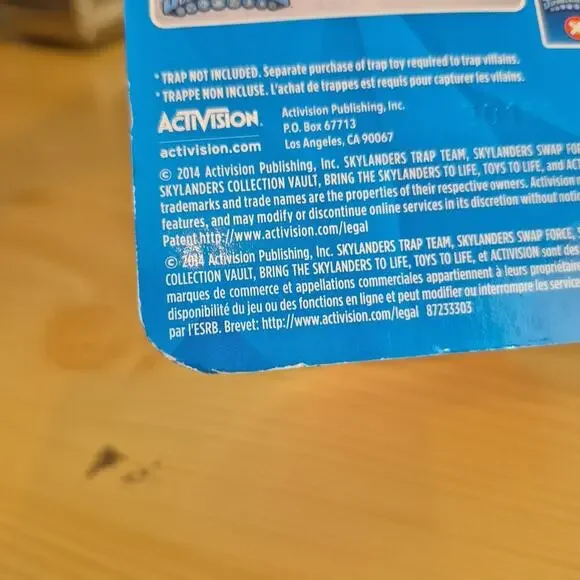 * TRAP NOT INCLUDED. Separate purchase of trap toy required to trap villains.
* TRAPPE NON INCLUSE. L'achat de trappes est requis pour capturer les vilains.
ACTIVISION.
activision.com
Activision Publishing, Inc.
P.O. Box 67713
Los Angeles, CA 90067
© 2014 Activision Publishing, Inc. SKYLANDERS TRAP TEAM, SKYLANDERS SWAP FOR
SKYLANDERS COLLECTION VAULT, BRING THE SKYLANDERS TO LIFE, TOYS TO LIFE, and ACT
trademarks and trade names are the properties of their respective owners. Activision
features, and may modify or discontinue online services in its discretion without noti
Patent http://www.activision.com/legal
© 2014 Activision Publishing, Inc. SKYLANDERS TRAP TEAM, SKYLANDERS SWAP FORCE,
COLLECTION VAULT, BRING THE SKYLANDERS TO LIFE, TOYS TO LIFE, et ACTIVISION sont des
marques de commerce et appellations commerciales appartiennent à leurs propriétai
disponibilité du jeu ou des fonctions en ligne et peut modifier ou interrompre les service
par l'ESRB. Brevet: http://www.activision.com/legal 87233303